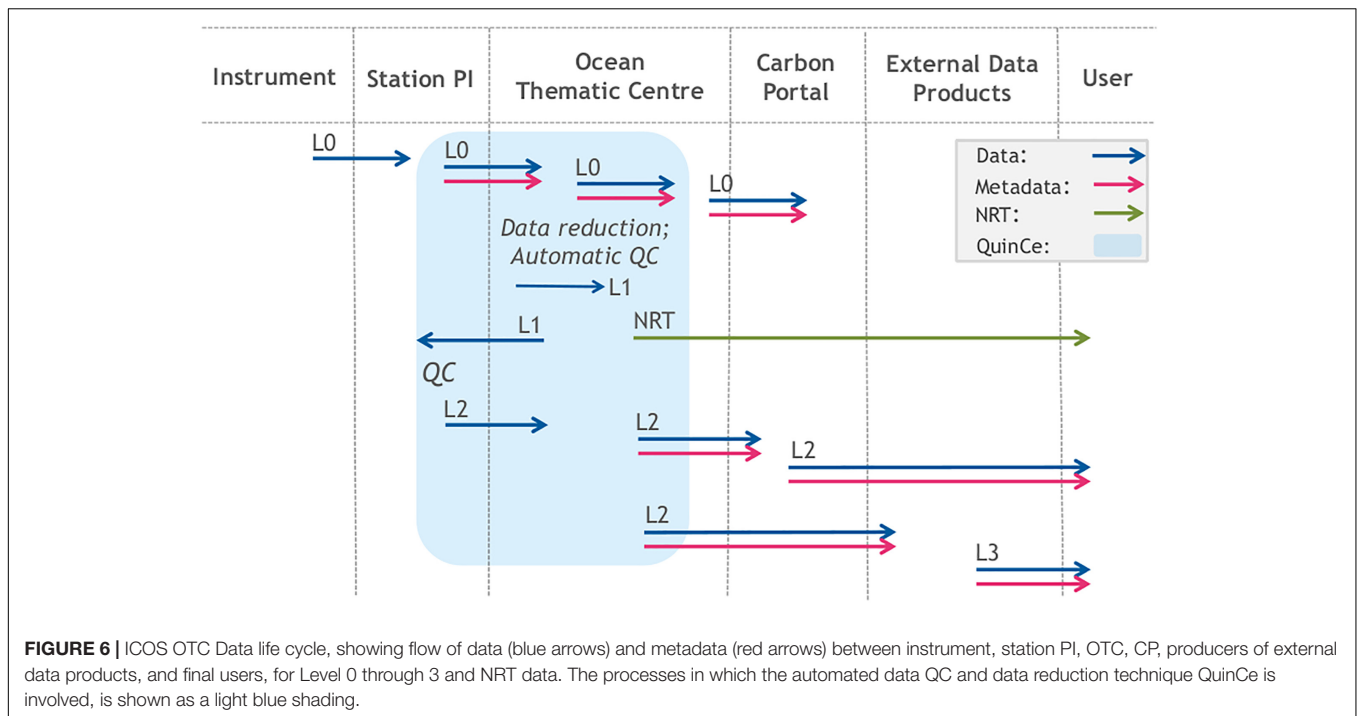 Instrument
Station PI
Ocean
Thematic Centre
Carbon
Portal
External Data
Products
User
L0
L0
L0
L0
Data:
Metadata:
NRT:
QuinCe:
Data reduction;
Automatic QC
L1
L1
NRT
QC
L2
L2
L2
L2
L3
FIGURE 6 | ICOS OTC Data life cycle, showing flow of data (blue arrows) and metadata (red arrows) between instrument, station PI, OTC, CP, producers of external
data products, and final users, for Level 0 through 3 and NRT data. The processes in which the automated data QC and data reduction technique QuinCe is
involved, is shown as a light blue shading.